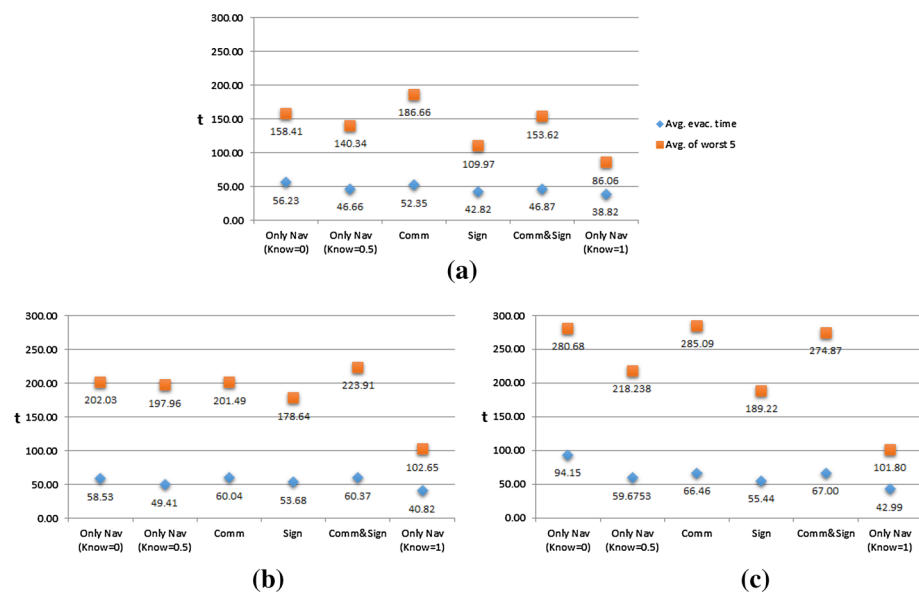 300.00
250.00
200.00
150.00
100.00
50.00
0.00
t
158.41
140.34
186.66
109.97
153.62
86.06
56.23
46.66
52.35
42.82
46.87
38.82
Only Nav (Know=0)
Only Nav (Know=0.5)
Comm
Sign
Comm&Sign
Only Nav (Know=1)
Avg. evac. time
Avg. of worst 5
(a)
300.00
250.00
200.00
150.00
100.00
50.00
0.00
t
202.03
197.96
201.49
178.64
223.91
102.65
58.53
49.41
60.04
53.68
60.37
40.82
Only Nav (Know=0)
Only Nav (Know=0.5)
Comm
Sign
Comm&Sign
Only Nav (Know=1)
(b)
300.00
250.00
200.00
150.00
100.00
50.00
0.00
t
280.68
218.238
285.09
189.22
274.87
101.80
94.15
59.6753
66.46
55.44
67.00
42.99
Only Nav (Know=0)
Only Nav (Know=0.5)
Comm
Sign
Comm&Sign
Only Nav (Know=1)
(c)